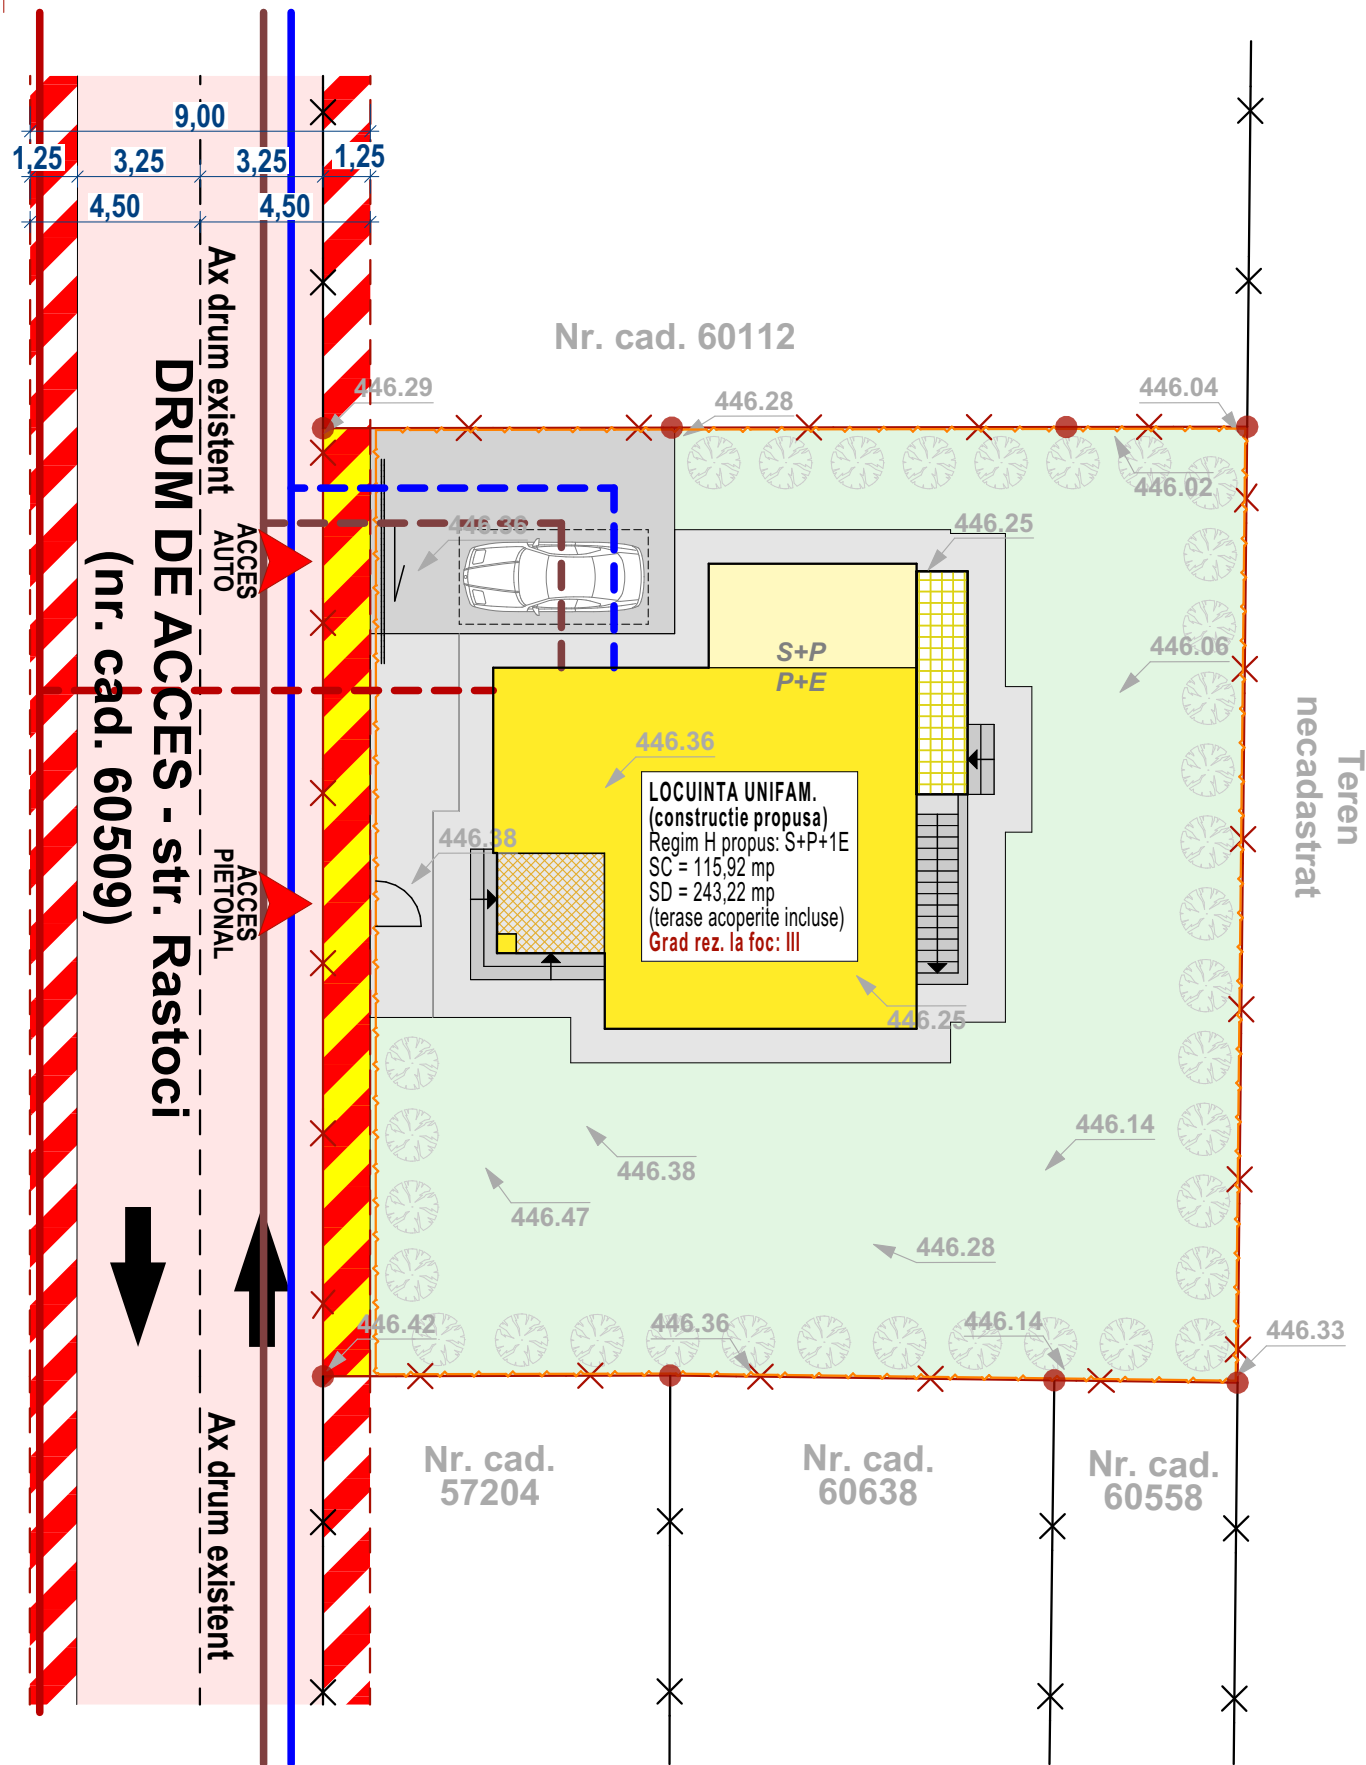 9,00
1,25
3,25
3,25
1,25
4,50
4,50
Ax drum existent
DRUM DE ACCES - str. Rastoci
(nr. cad. 60509)
ACCES
AUTO
ACCES
PIETONAL
Ax drum existent
Nr. cad. 60112
446.29
446.28
446.04
446.02
446.36
446.25
446.06
S+P
P+E
446.36
Teren
necadastrat
LOCUINTA UNIFAM.
(constructie propusa)
Regim H propus: S+P+1E
SC = 115,92 mp
SD = 243,22 mp
(terase acoperite incluse)
Grad rez. la foc: III
446.38
446.25
446.14
446.38
446.47
446.28
446.42
446.36
446.14
446.33
Nr. cad.
57204
Nr. cad.
60638
Nr. cad.
60558